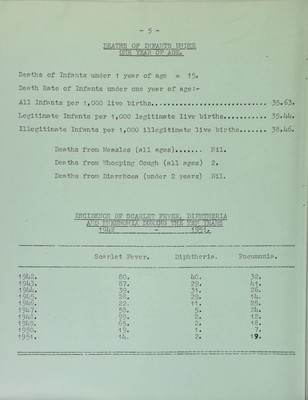 - 5 -
DEATHS OF INFANTS UNDER
ONE YEAR OF AGE.
Deaths of Infants under 1 year of age = 15.
Death Rate of Infants under one year of age:-
All Infants per 1,000 live births............................ 35.63.
Legitimate Infants per 1,000 legitimate live births........... 35.44.
Illegitimate Infants per 1,000 illegitimate live births....... 38.46.
Deaths from Measles (all ages)....... Nil.
Deaths from Whooping Cough (all ages) 2.
Deaths from Diarrhoea (under 2 years) Nil.
INCIDENCE OF SCARLET FEVER, DIPHTHERIA
AND PNEUMONIA DURING THE TEN YEARS
1942 - 1951.
Scarlet Fever. Diphtheria. Pneumonia.
1942. 80. 40. 32.
1943. 87. 29. 41.
1944. 39. 31. 26.
1945. 28. 29. 14.
1946. 22. 11. 25.
1947. 58. 5. 24.
1948. 98. 2. 12.
1949. 65. 2. 18.
1950. 19. 1. 7.
1951. 14. 2. 19.